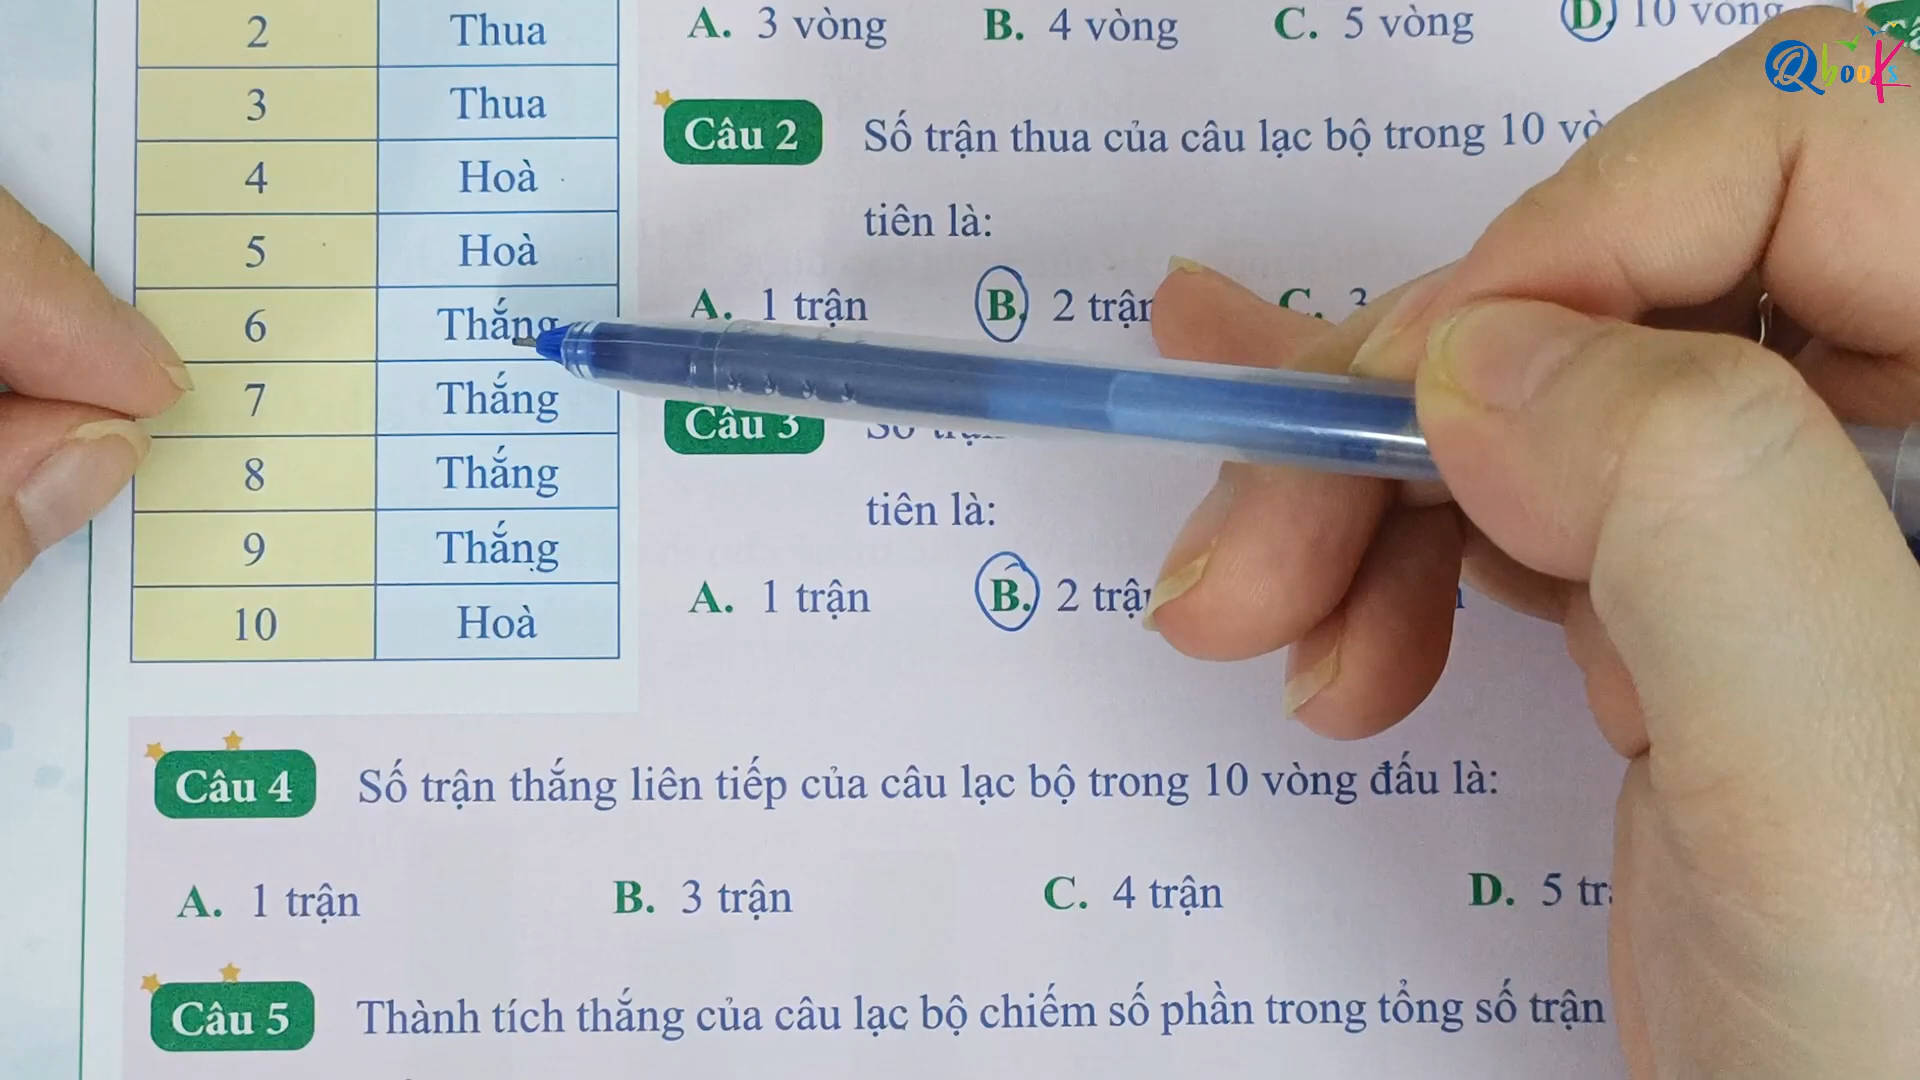 2 Thua
3 Thua
4 Hoà
5 Hoà
6 Thắng
7 Thắng
8 Thắng
9 Thắng
10 Hoà
A. 3 vòng B. 4 vòng C. 5 vòng D. 10 vòng
Qbooks
Câu 2 Số trận thua của câu lạc bộ trong 10
tiên là:
A. 1 trận B. 2 trận C.
Câu 3
tiên là:
A. 1 trận B. 2 trận
Câu 4 Số trận thắng liên tiếp của câu lạc bộ trong 10 vòng đấu là:
A. 1 trận B. 3 trận C. 4 trận D. 5
Câu 5 Thành tích thắng của câu lạc bộ chiếm số phần trong tổng số trận